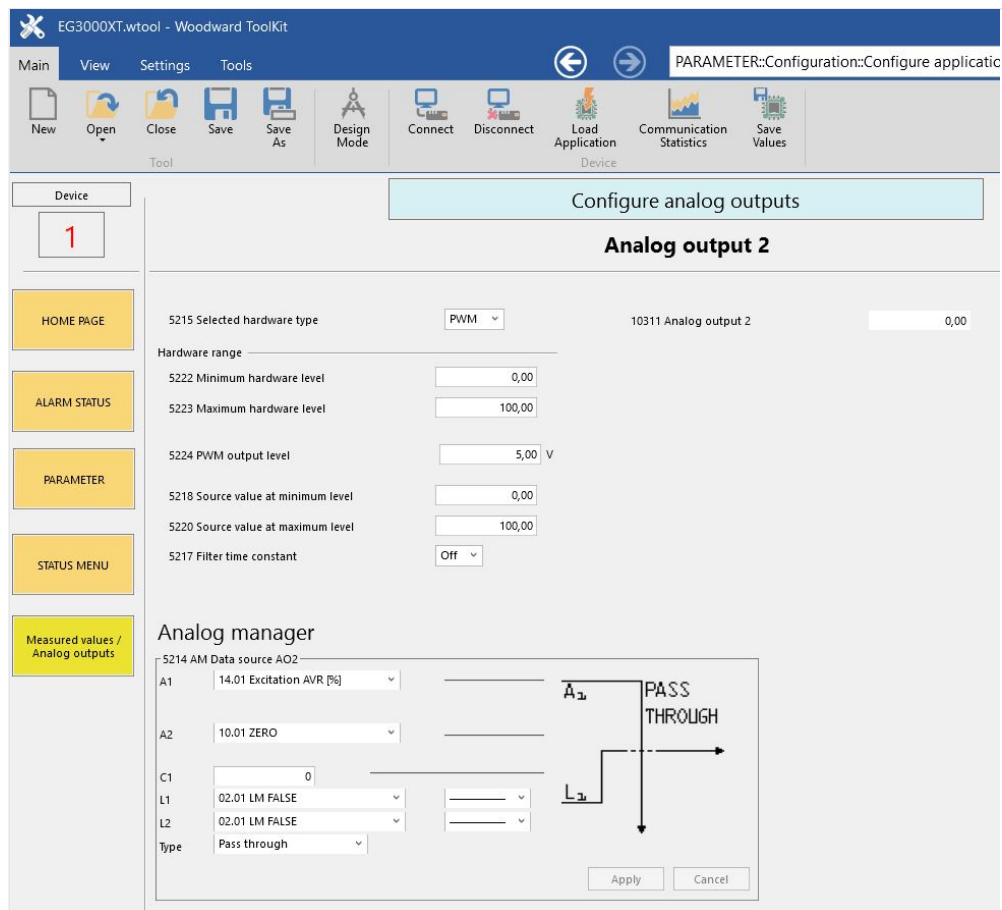 EG3000XT.wtool - Woodward ToolKit
Main View Settings Tools
PARAMETER::Configuration::Configure applicatio
New Open Close Save Save As Design Mode Connect Disconnect Load Application Communication Statistics Save Values
Tool Device
Device
1
Configure analog outputs
Analog output 2
HOME PAGE
ALARM STATUS
PARAMETER
STATUS MENU
Measured values /
Analog outputs
5215 Selected hardware type PWM
10311 Analog output 2 0,00
Hardware range
5222 Minimum hardware level 0,00
5223 Maximum hardware level 100,00
5224 PWM output level 5,00 V
5218 Source value at minimum level 0,00
5220 Source value at maximum level 100,00
5217 Filter time constant Off
Analog manager
5214 AM Data source AO2
A1 14.01 Excitation AVR [%]
A2 10.01 ZERO
C1 0
L1 02.01 LM FALSE
L2 02.01 LM FALSE
Type Pass through
A1 PASS
THROUGH
L1
Apply Cancel